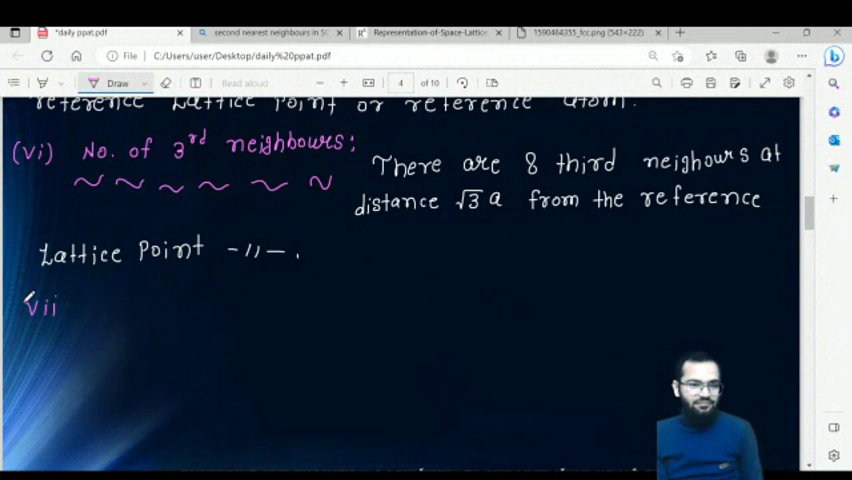 *daily ppat.pdf
second nearest neighbours in SC
Representation-of-Space-Lattice
1590464355_fcc.png (543×222)
File
C:/Users/user/Desktop/daily%20ppat.pdf
Draw
Read aloud
4 of 10
reference Lattice Point or reference atom.
(vi) No. of 3rd neighbours:
There are 8 third neighours at
distance √3 a from the reference
Lattice Point -〃-.
vii